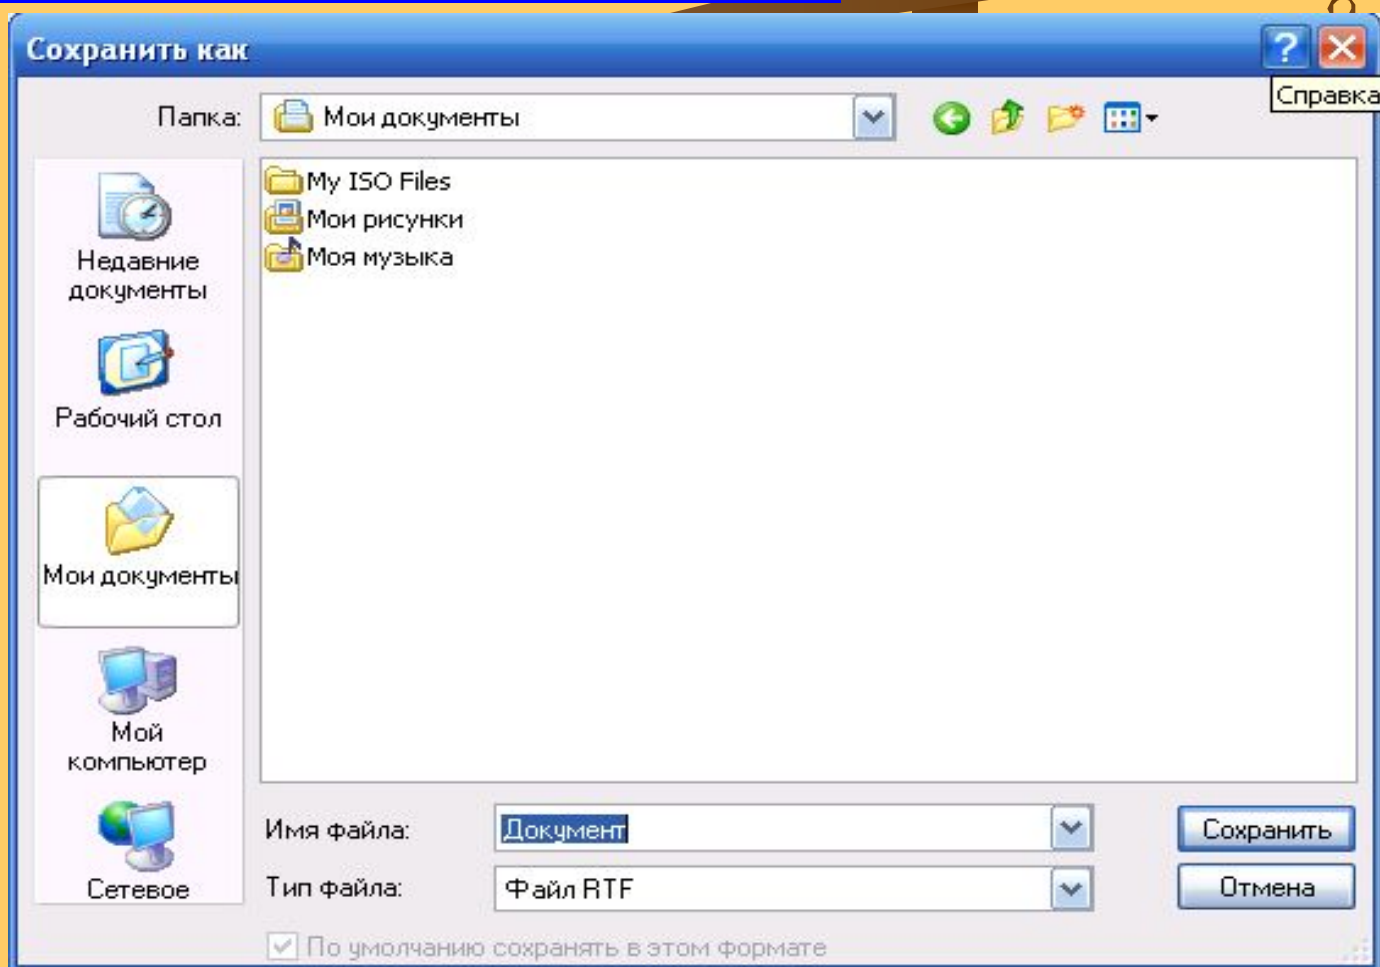 Сохранить как
?
Справка
Папка:
Мои документы
My ISO Files
Мои рисунки
Моя музыка
Недавние
документы
Рабочий стол
Мои документы
Мой
компьютер
Сетевое
Имя файла:
Документ
Сохранить
Тип файла:
Файл RTF
Отмена
По умолчанию сохранять в этом формате